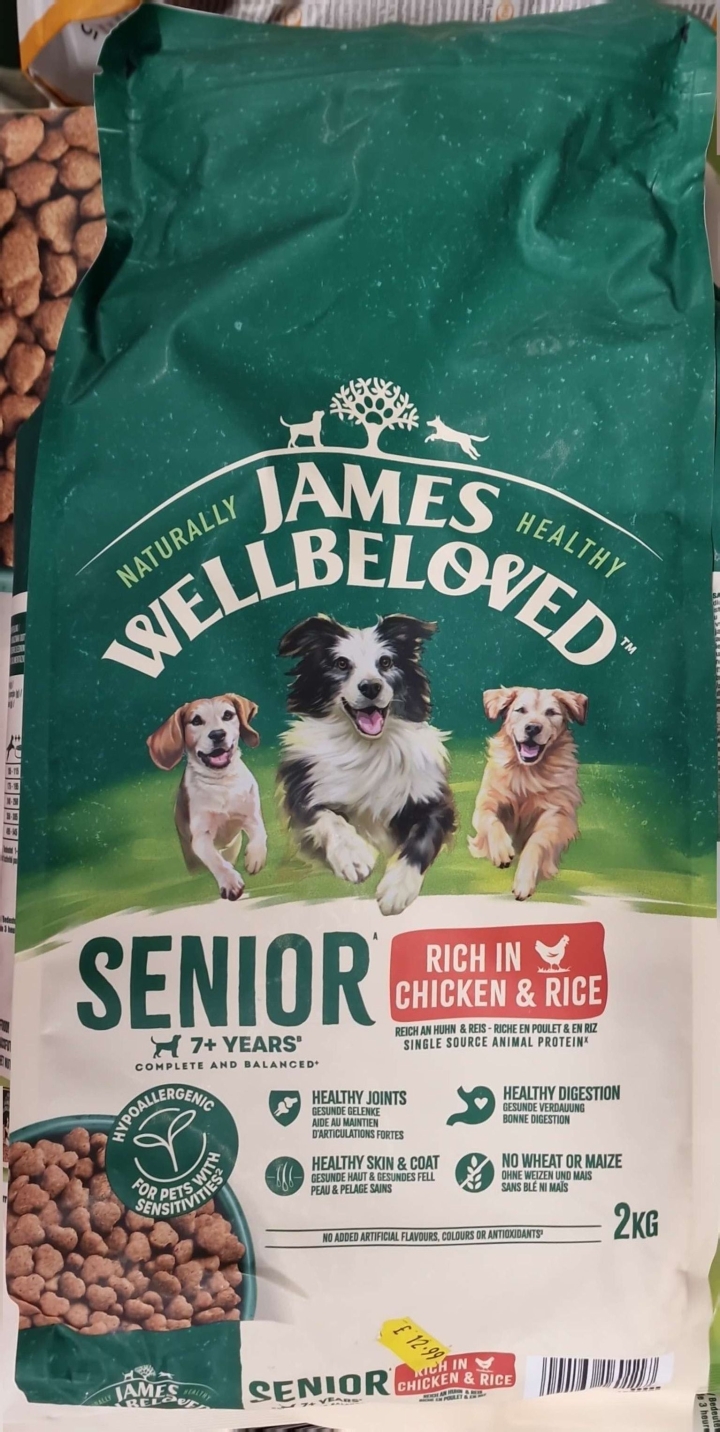 NATURALLY
JAMES
HEALTHY
WELLBELOVED™
SENIOR
7+ YEARS
COMPLETE AND BALANCED
RICH IN
CHICKEN & RICE
REICH AN HUHN & REIS - RICHE EN POULET & EN RIZ
SINGLE SOURCE ANIMAL PROTEIN
HYPOALLERGENIC
FOR PETS WITH
SENSITIVITIES
HEALTHY JOINTS
GESUNDE GELENKE
AIDE AU MAINTIEN
D'ARTICULATIONS FORTES
HEALTHY DIGESTION
GESUNDE VERDAUUNG
BONNE DIGESTION
HEALTHY SKIN & COAT
GESUNDE HAUT & GESUNDES FELL
PEAU & PELAGE SAINS
NO WHEAT OR MAIZE
OHNE WEIZEN UND MAIS
SANS BLÉ NI MAÏS
NO ADDED ARTIFICIAL FLAVOURS, COLOURS OR ANTIOXIDANTS
2KG
£ 12.99
JAMES
HEALTHY
SENIOR
7+ YEARS
RICH IN
CHICKEN & RICE